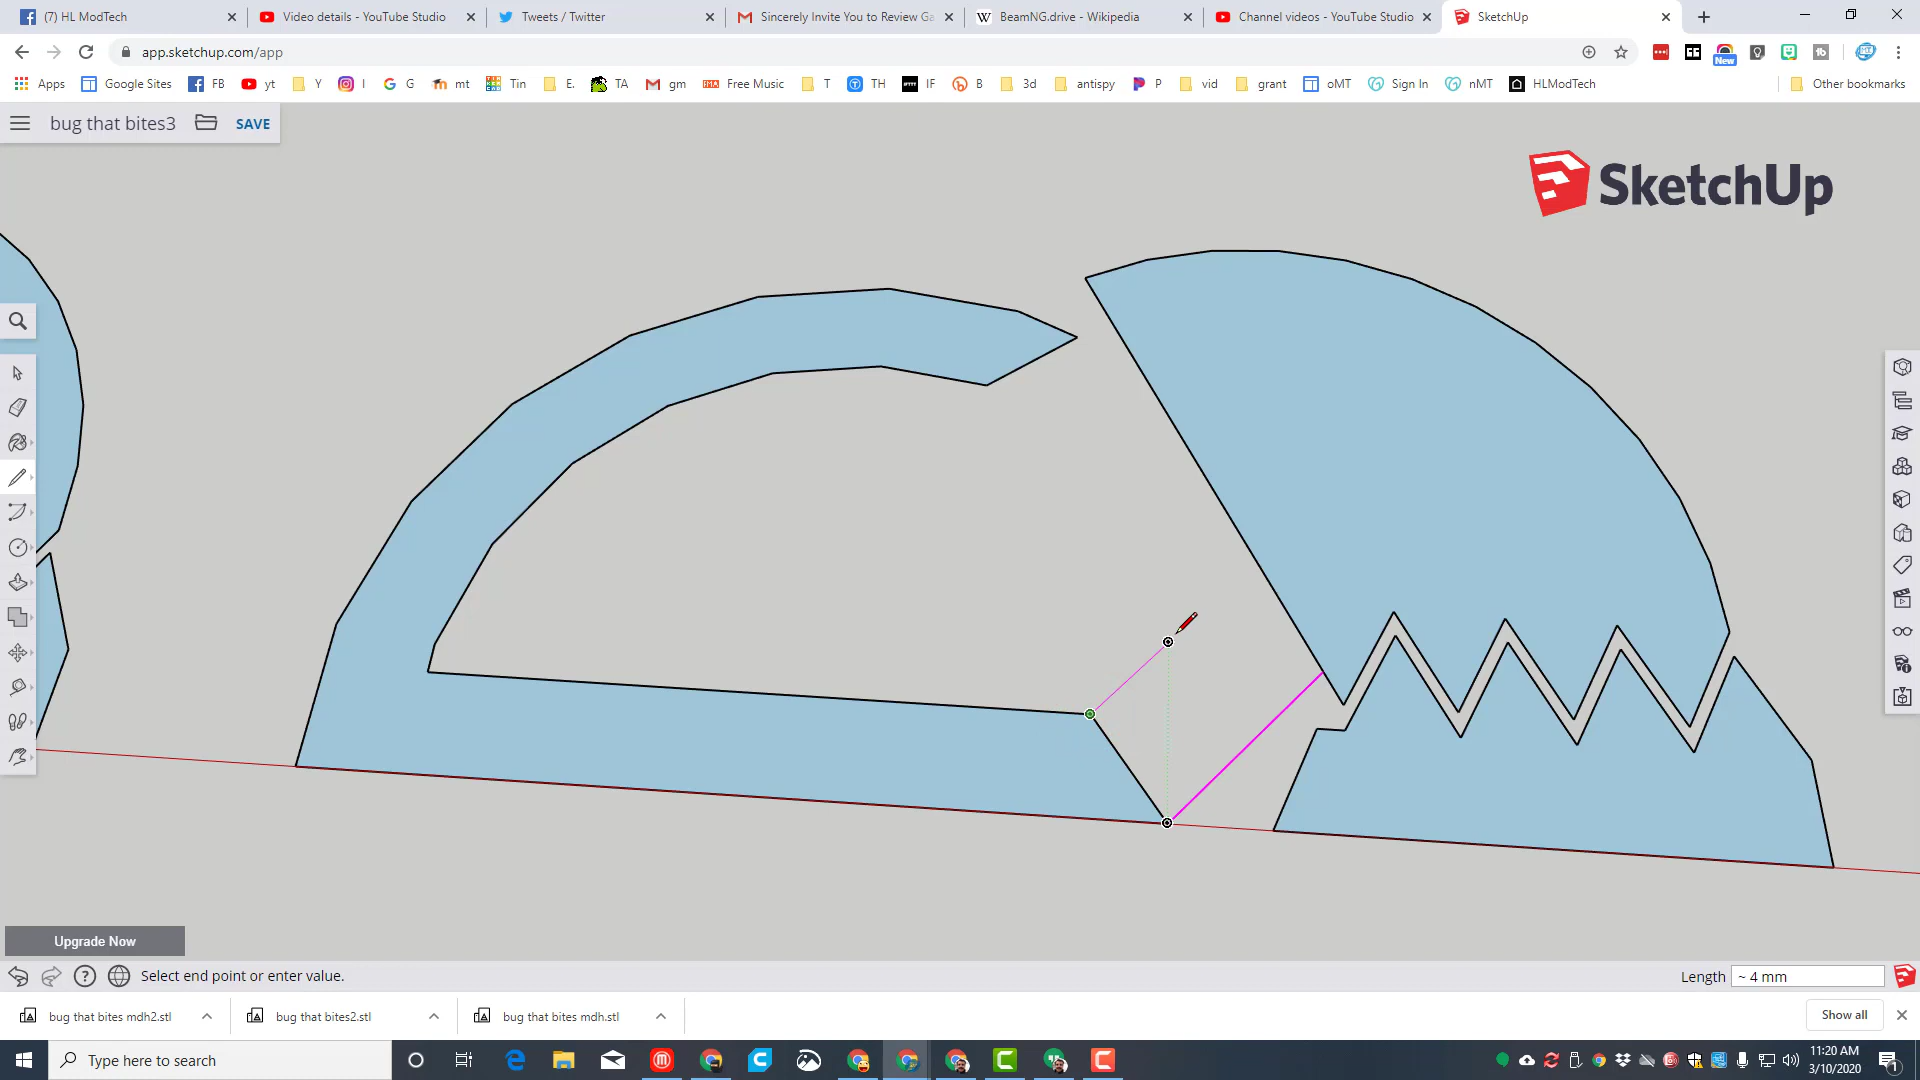 (7) HL ModTech
Video details - YouTube Studio
Tweets / Twitter
Sincerely Invite You to Review Ga
BeamNG.drive - Wikipedia
Channel videos - YouTube Studio
SketchUp
app.sketchup.com/app
New
Apps
Google Sites
FB
yt
Y
I
G
mt
Tin
E.
TA
gm
Free Music
T
TH
IF
B
3d
antispy
P
vid
grant
oMT
Sign In
nMT
HLModTech
Other bookmarks
bug that bites3
SAVE
SketchUp
Upgrade Now
Select end point or enter value.
Length
~ 4 mm
bug that bites mdh2.stl
bug that bites2.stl
bug that bites mdh.stl
Show all
Type here to search
11:20 AM
3/10/2020
1